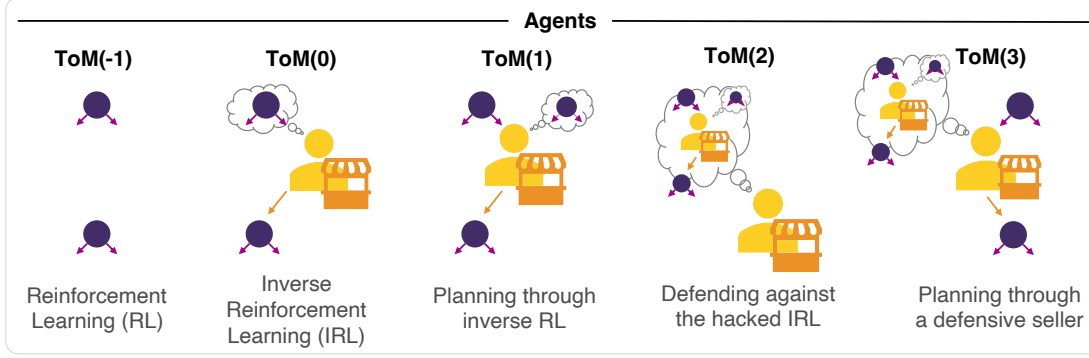 Agents
ToM(-1)
ToM(0)
ToM(1)
ToM(2)
ToM(3)
Reinforcement
Learning (RL)
Inverse
Reinforcement
Learning (IRL)
Planning through
inverse RL
Defending against
the hacked IRL
Planning through
a defensive seller